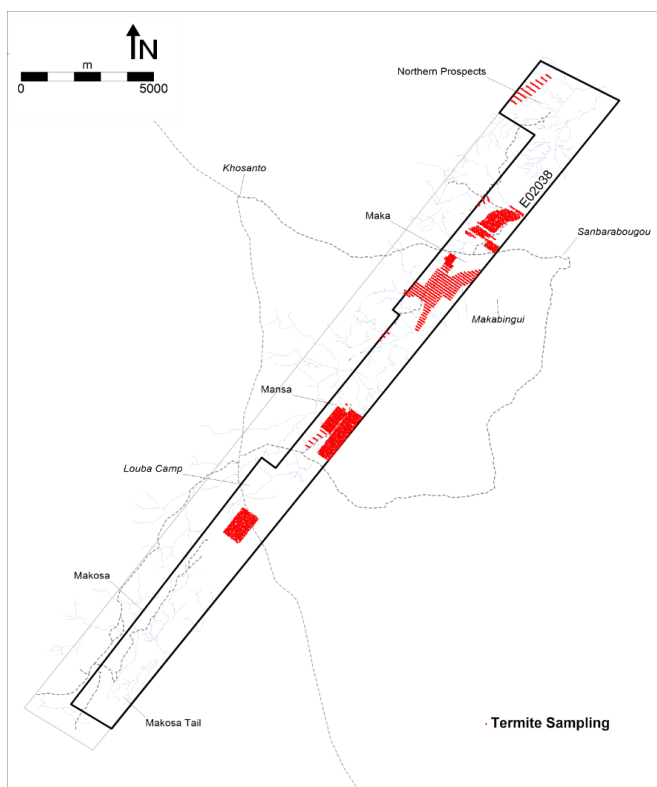 N
m
0 5000
Northern Prospects
E02038
Khosanto
Maka
Sanbarabougou
Makabingui
Mansa
Louba Camp
Makosa
Makosa Tail
Termite Sampling